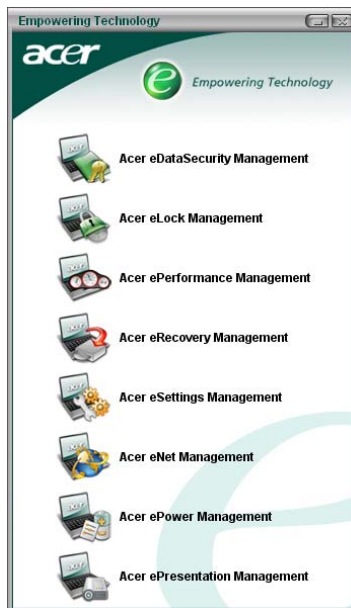 Empowering Technology
acer
e Empowering Technology
Acer eDataSecurity Management
Acer eLock Management
Acer ePerformance Management
Acer eRecovery Management
Acer eSettings Management
Acer eNet Management
Acer ePower Management
Acer ePresentation Management